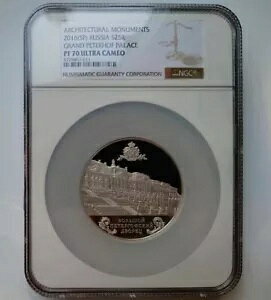 ARCHITECTURAL MONUMENTS
2016(SP) RUSSIA S25R
GRAND PETERHOF PALACE
PF 70 ULTRA CAMEO
NUMISMATIC GUARANTY CORPORATION
NGC
БОЛЬШОЙ
ПЕТЕРГОФСКИЙ
ДВОРЕЦ